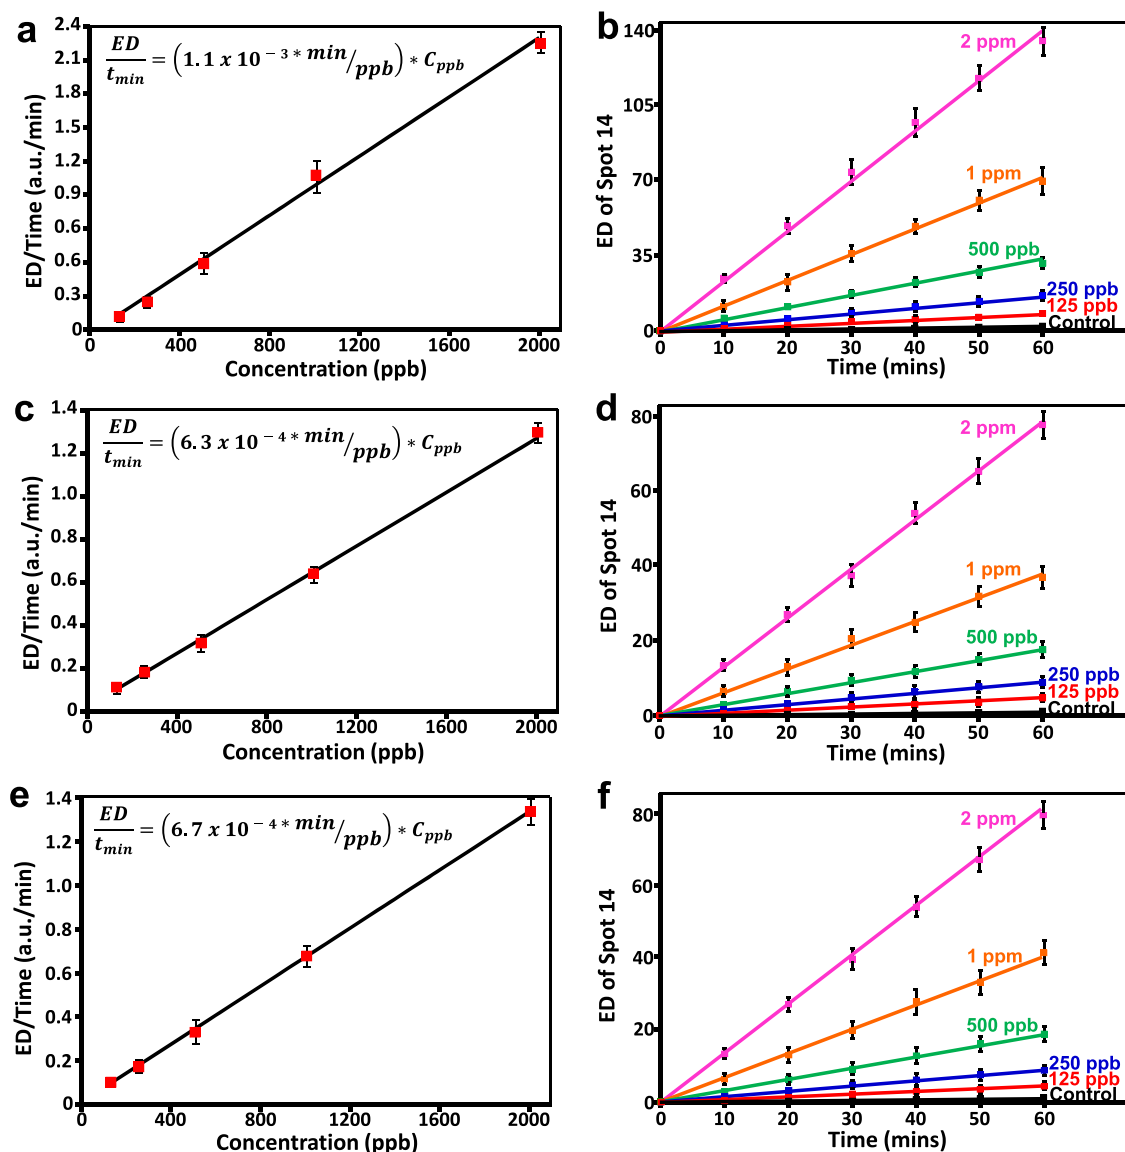 a
2.4
2.1
1.8
1.5
1.2
0.9
0.6
0.6
0.3
0
ED/Time (a.u./min)
ED/t_min = (1.1 x 10^-3 * min/ppb) * C_ppb
0 400 800 1200 1600 2000
Concentration (ppb)
b
140
105
70
35
0
ED of Spot 14
2 ppm
1 ppm
500 ppb
250 ppb
125 ppb
Control
0 10 20 30 40 50 60
Time (mins)
c
1.4
1.2
1.0
0.8
0.6
0.4
0.2
0
ED/Time (a.u./min)
ED/t_min = (6.3 x 10^-4 * min/ppb) * C_ppb
0 400 800 1200 1600 2000
Concentration (ppb)
d
80
60
40
20
0
ED of Spot 14
2 ppm
1 ppm
500 ppb
250 ppb
125 ppb
Control
0 10 20 30 40 50 60
Time (mins)
e
1.4
1.2
1.0
0.8
0.6
0.4
0.2
0
ED/Time (a.u./min)
ED/t_min = (6.7 x 10^-4 * min/ppb) * C_ppb
0 400 800 1200 1600 2000
Concentration (ppb)
f
80
60
40
20
0
ED of Spot 14
2 ppm
1 ppm
500 ppb
250 ppb
125 ppb
Control
0 10 20 30 40 50 60
Time (mins)